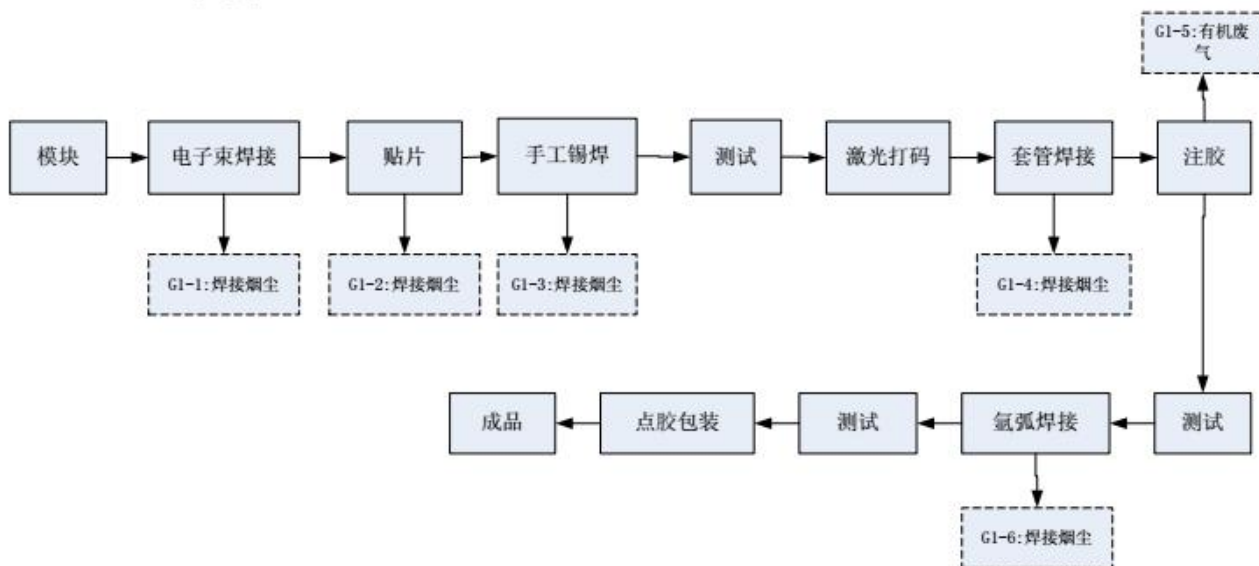 G1-5:有机废
气
模块
电子束焊接
贴片
手工锡焊
测试
激光打码
套管焊接
注胶
G1-1:焊接烟尘
G1-2:焊接烟尘
G1-3:焊接烟尘
G1-4:焊接烟尘
成品
点胶包装
测试
氩弧焊接
测试
G1-6:焊接烟尘